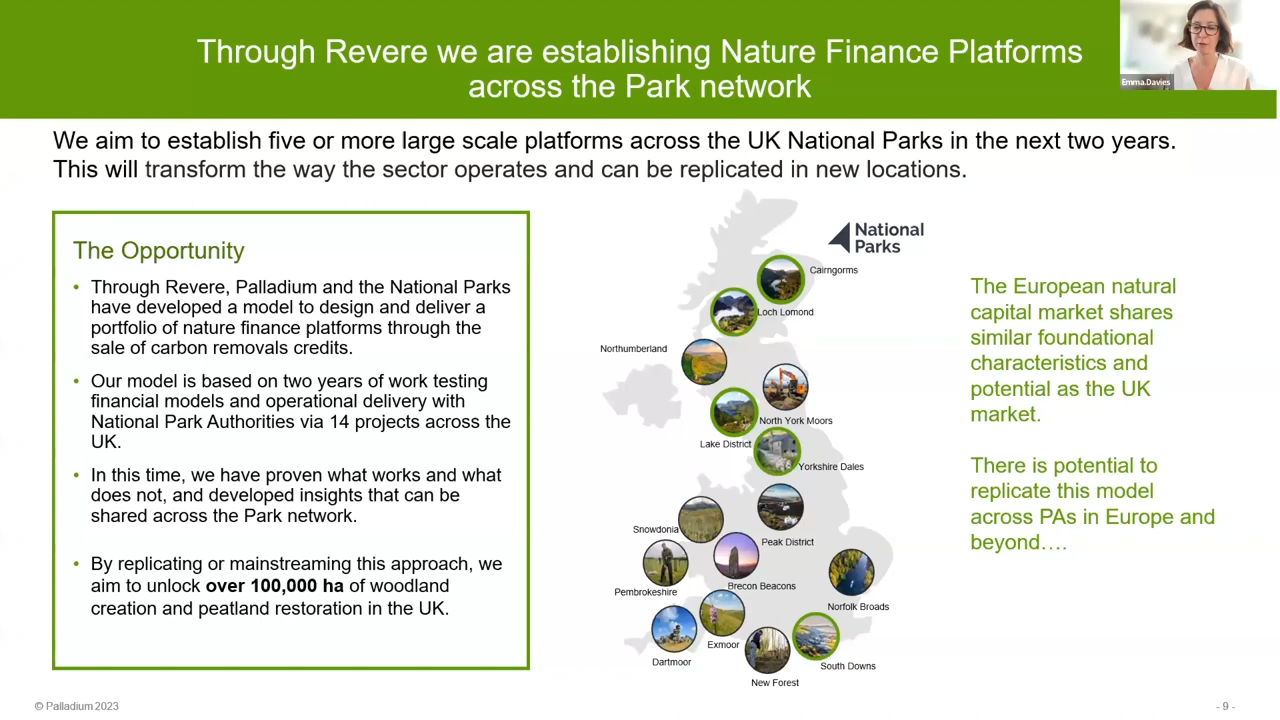 Through Revere we are establishing Nature Finance Platforms
across the Park network
Emma.Davies
We aim to establish five or more large scale platforms across the UK National Parks in the next two years.
This will transform the way the sector operates and can be replicated in new locations.
The Opportunity
• Through Revere, Palladium and the National Parks
have developed a model to design and deliver a
portfolio of nature finance platforms through the
sale of carbon removals credits.
• Our model is based on two years of work testing
financial models and operational delivery with
National Park Authorities via 14 projects across the
UK.
• In this time, we have proven what works and what
does not, and developed insights that can be
shared across the Park network.
• By replicating or mainstreaming this approach, we
aim to unlock over 100,000 ha of woodland
creation and peatland restoration in the UK.
National
Parks
Cairngorms
Loch Lomond
Northumberland
North York Moors
Lake District
Yorkshire Dales
Snowdonia
Peak District
Pembrokeshire
Brecon Beacons
Norfolk Broads
Exmoor
Dartmoor
South Downs
New Forest
The European natural
capital market shares
similar foundational
characteristics and
potential as the UK
market.
There is potential to
replicate this model
across PAs in Europe and
beyond….
© Palladium 2023
- 9 -